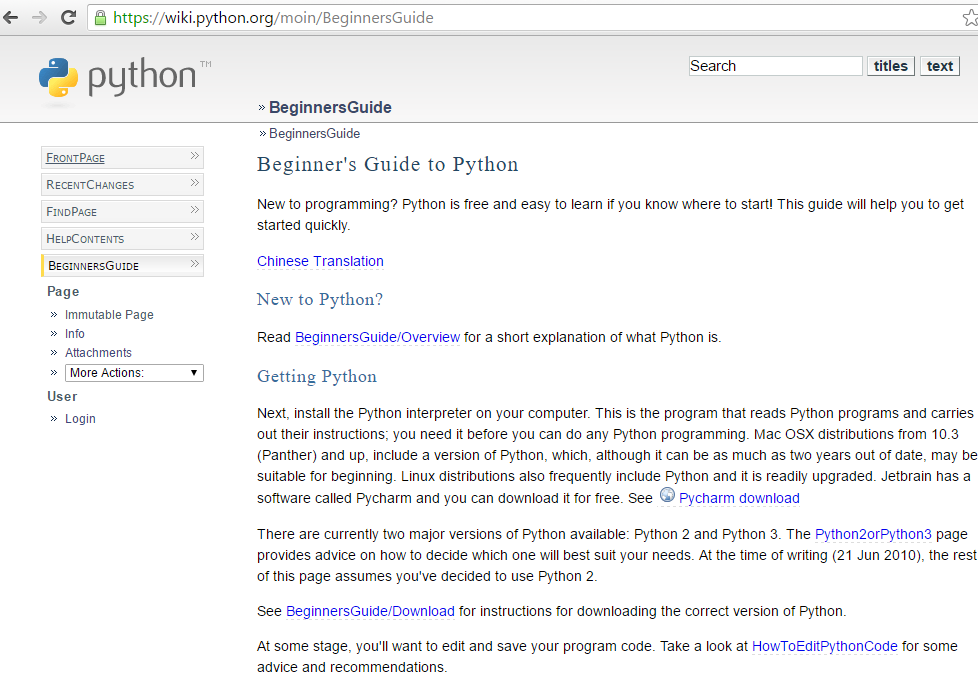 https://wiki.python.org/moin/BeginnersGuide
python™
Search
titles
text
» BeginnersGuide
» BeginnersGuide
FrontPage »
RecentChanges »
FindPage »
HelpContents »
BeginnersGuide »
Page
» Immutable Page
» Info
» Attachments
» More Actions:
User
» Login
Beginner's Guide to Python
New to programming? Python is free and easy to learn if you know where to start! This guide will help you to get
started quickly.
Chinese Translation
New to Python?
Read BeginnersGuide/Overview for a short explanation of what Python is.
Getting Python
Next, install the Python interpreter on your computer. This is the program that reads Python programs and carries
out their instructions; you need it before you can do any Python programming. Mac OSX distributions from 10.3
(Panther) and up, include a version of Python, which, although it can be as much as two years out of date, may be
suitable for beginning. Linux distributions also frequently include Python and it is readily upgraded. Jetbrain has a
software called Pycharm and you can download it for free. See Pycharm download
There are currently two major versions of Python available: Python 2 and Python 3. The Python2orPython3 page
provides advice on how to decide which one will best suit your needs. At the time of writing (21 Jun 2010), the rest
of this page assumes you've decided to use Python 2.
See BeginnersGuide/Download for instructions for downloading the correct version of Python.
At some stage, you'll want to edit and save your program code. Take a look at HowToEditPythonCode for some
advice and recommendations.